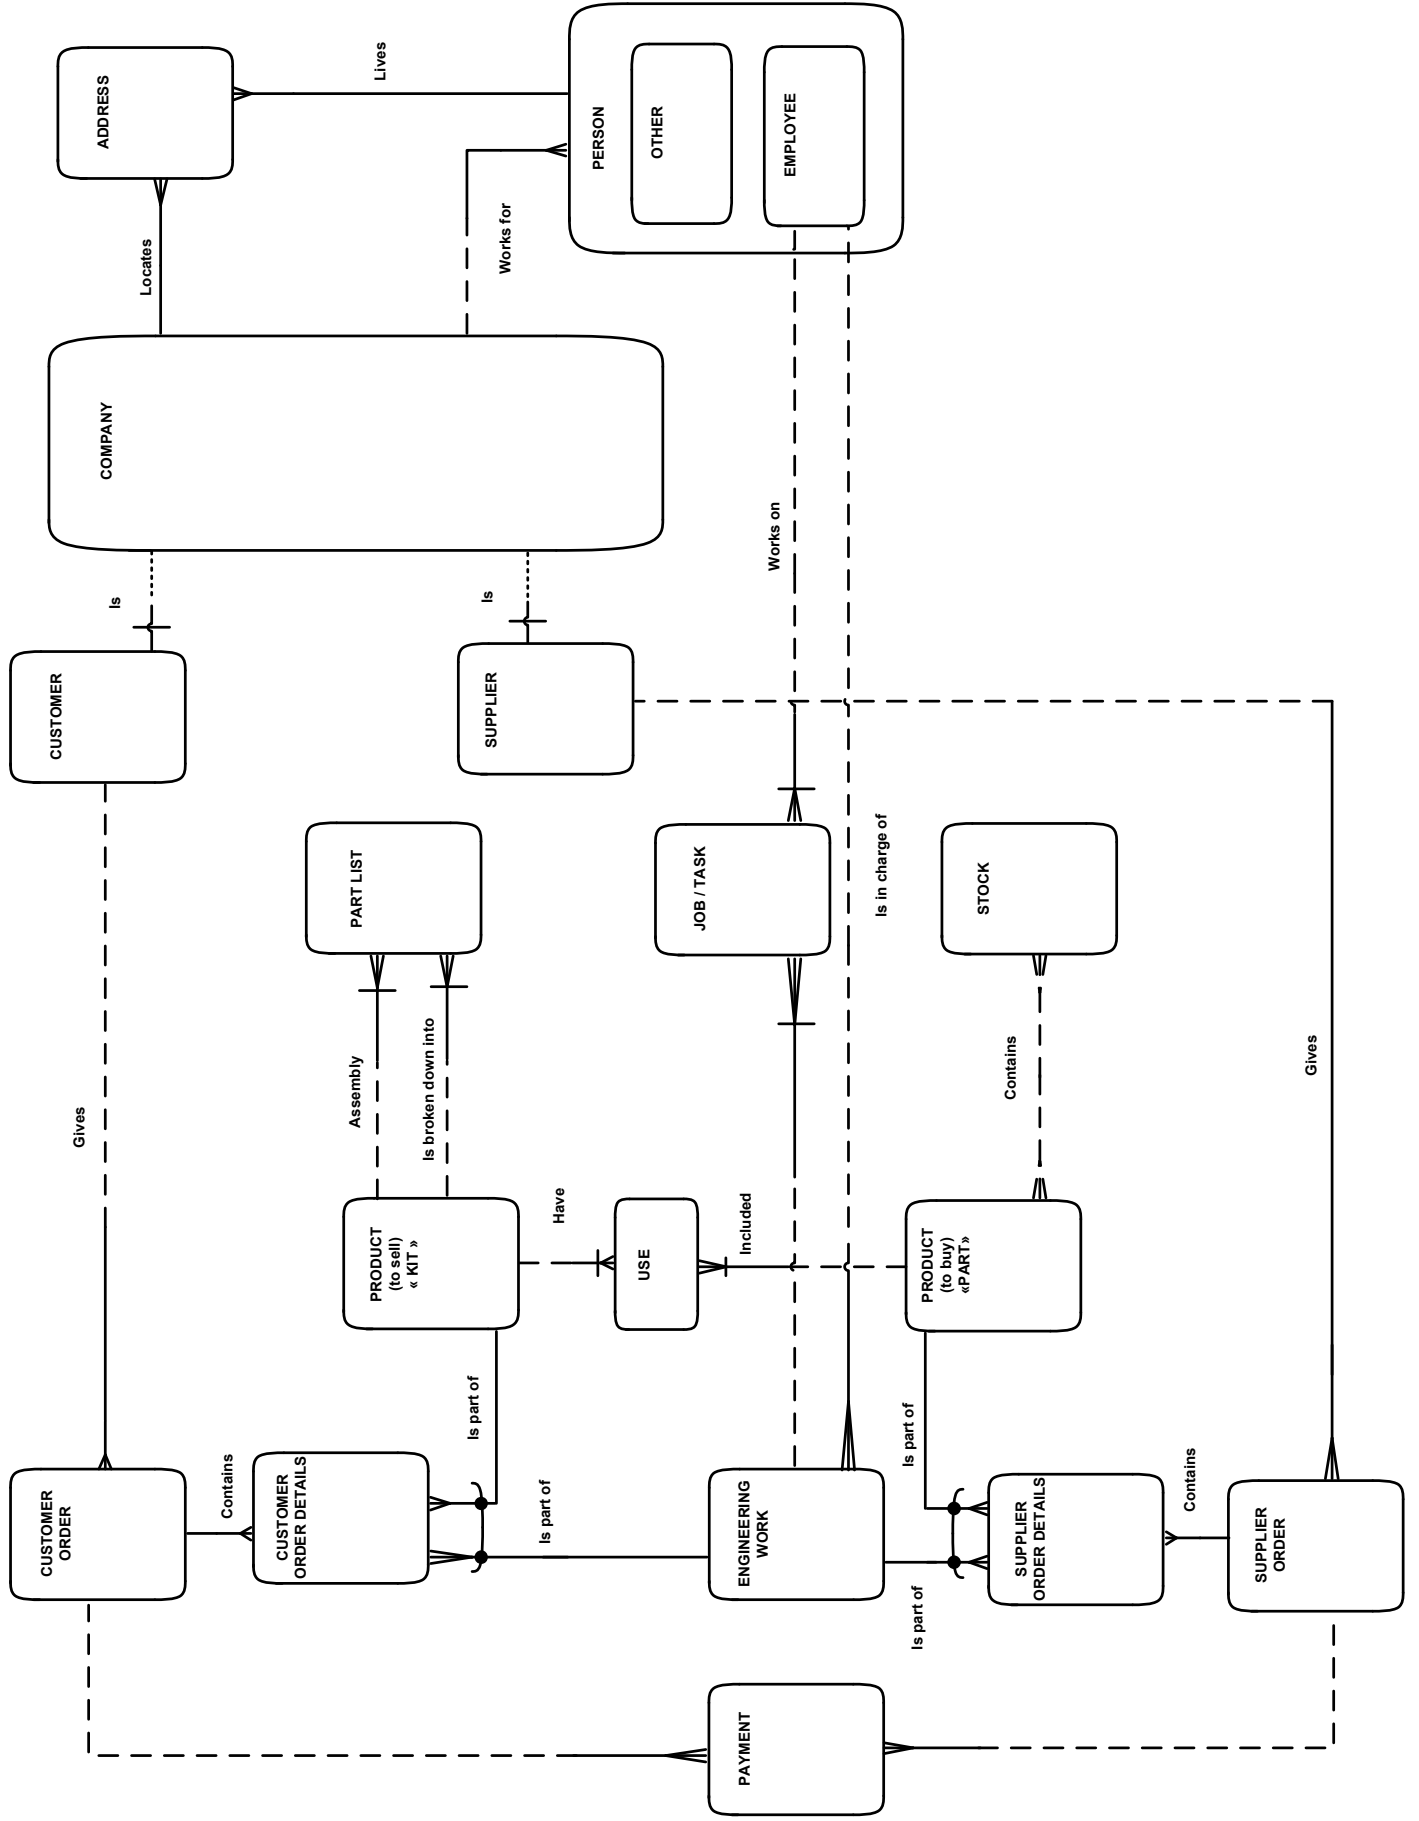 CUSTOMER
ORDER
Gives
CUSTOMER
Is
COMPANY
Locates
ADDRESS
Contains
CUSTOMER
ORDER DETAILS
Is part of
PRODUCT
(to sell)
« KIT »
Assembly
Is broken down into
PART LIST
SUPPLIER
Is
Works for
Lives
PERSON
OTHER
EMPLOYEE
Is part of
Have
USE
Included
JOB / TASK
Works on
PAYMENT
ENGINEERING
WORK
Is in charge of
Is part of
Is part of
PRODUCT
(to buy)
«PART»
Contains
STOCK
SUPPLIER
ORDER DETAILS
Contains
SUPPLIER
ORDER
Gives